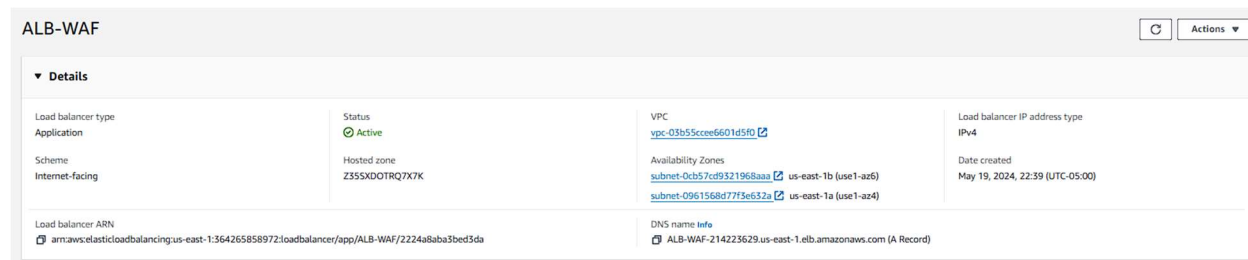 ALB-WAF
Actions
Details
Load balancer type
Application
Status
Active
VPC
vpc-03b55ccee6601d5f0
Load balancer IP address type
IPv4
Scheme
Internet-facing
Hosted zone
Z35SXDOTRQ7X7K
Availability Zones
subnet-0cb57cd9321968aaa us-east-1b (use1-az6)
subnet-0961568d77f3e632a us-east-1a (use1-az4)
Date created
May 19, 2024, 22:39 (UTC-05:00)
Load balancer ARN
arn:aws:elasticloadbalancing:us-east-1:364265858972:loadbalancer/app/ALB-WAF/2224a8aba3bed3da
DNS name Info
ALB-WAF-214223629.us-east-1.elb.amazonaws.com (A Record)